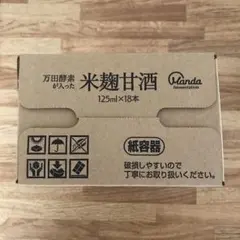 万田酵素
が入った
米麹甘酒
Manda
125ml×18本
紙容器
破損しやすいので
丁寧にお取り扱いください。